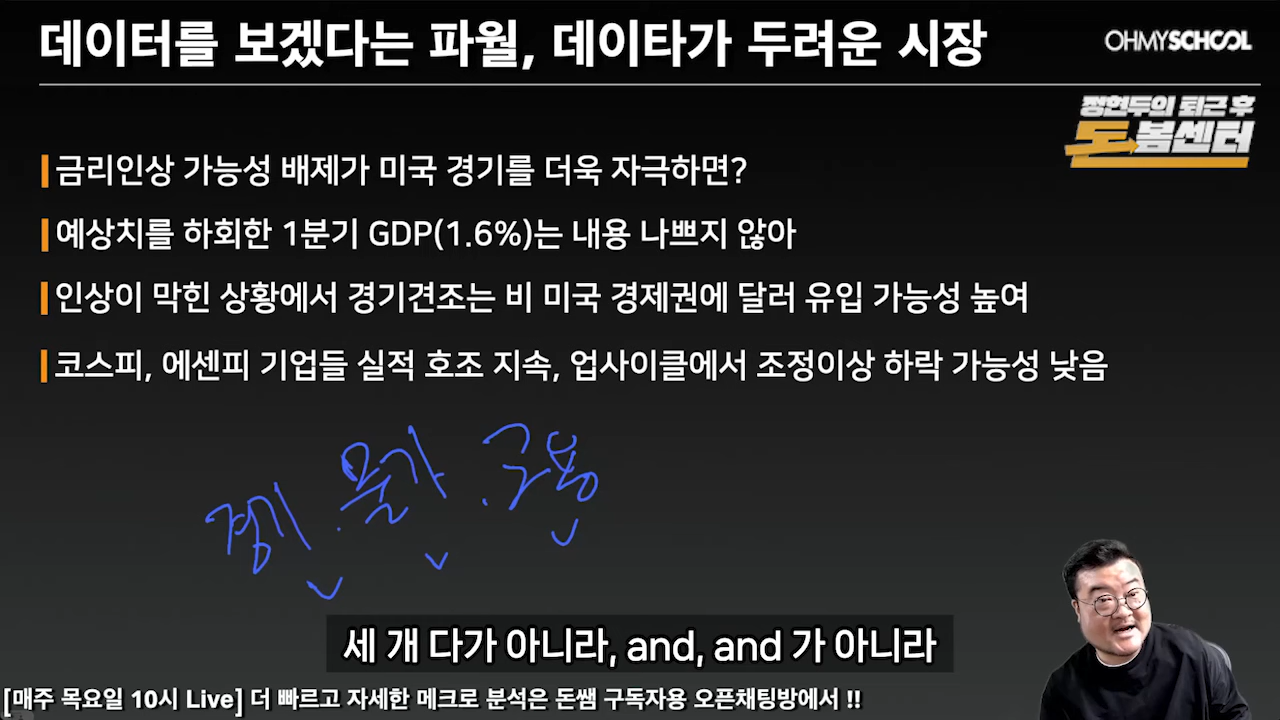 데이터를 보겠다는 파월, 데이타가 두려운 시장
OHMYSCHOOL
정언두의 퇴근 후
돈봄센터
금리인상 가능성 배제가 미국 경기를 더욱 자극하면?
예상치를 하회한 1분기 GDP(1.6%)는 내용 나쁘지 않아
인상이 막힌 상황에서 경기견조는 비 미국 경제권에 달러 유입 가능성 높여
코스피, 에센피 기업들 실적 호조 지속, 업사이클에서 조정이상 하락 가능성 낮음
경기 . 물가 . 고용
세 개 다가 아니라, and, and 가 아니라
[매주 목요일 10시 Live] 더 빠르고 자세한 메크로 분석은 돈쌤 구독자용 오픈채팅방에서 !!